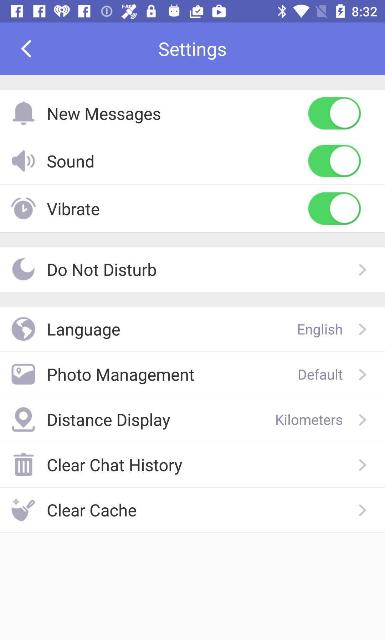 8:32
Settings
New Messages
Sound
Vibrate
Do Not Disturb
Language English
Photo Management Default
Distance Display Kilometers
Clear Chat History
Clear Cache